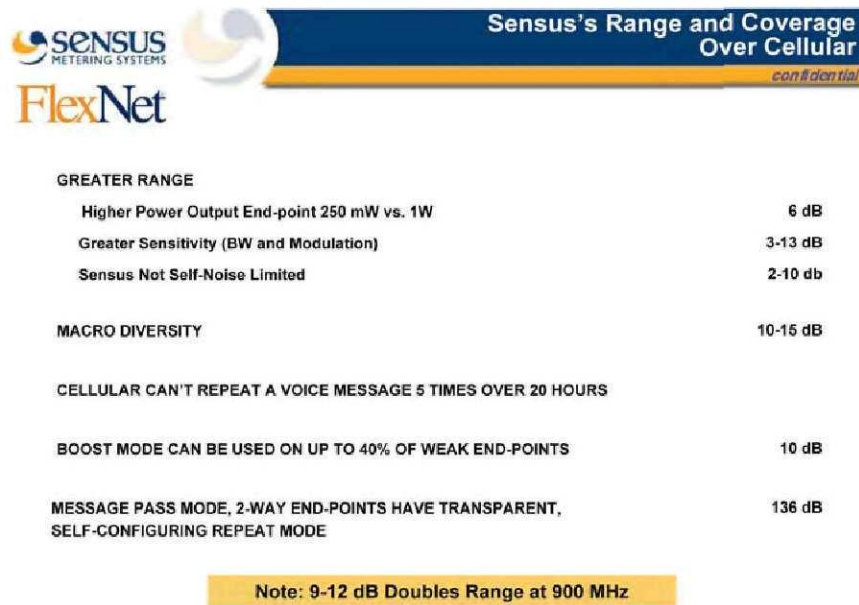 SENSUS
METERING SYSTEMS
FlexNet
Sensus's Range and Coverage
Over Cellular
confidential
GREATER RANGE
Higher Power Output End-point 250 mW vs. 1W 6 dB
Greater Sensitivity (BW and Modulation) 3-13 dB
Sensus Not Self-Noise Limited 2-10 db
MACRO DIVERSITY 10-15 dB
CELLULAR CAN'T REPEAT A VOICE MESSAGE 5 TIMES OVER 20 HOURS
BOOST MODE CAN BE USED ON UP TO 40% OF WEAK END-POINTS 10 dB
MESSAGE PASS MODE, 2-WAY END-POINTS HAVE TRANSPARENT, 136 dB
SELF-CONFIGURING REPEAT MODE
Note: 9-12 dB Doubles Range at 900 MHz